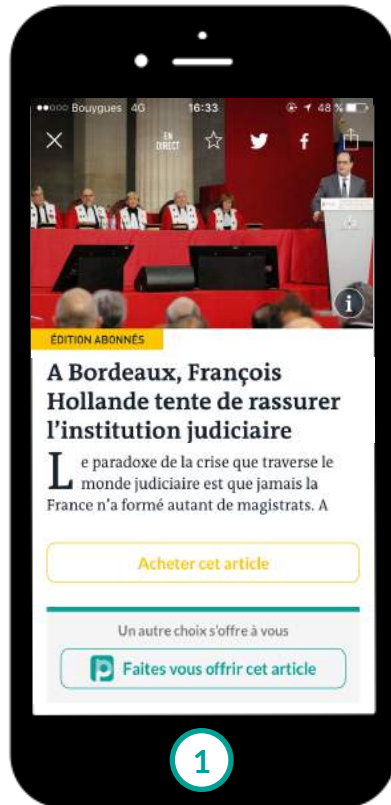 Bouygues 4G 16:33 48 %
EN
DIRECT
ÉDITION ABONNÉS
A Bordeaux, François
Hollande tente de rassurer
l'institution judiciaire
Le paradoxe de la crise que traverse le
monde judiciaire est que jamais la
France n'a formé autant de magistrats. A
Acheter cet article
Un autre choix s'offre à vous
Faites vous offrir cet article
1